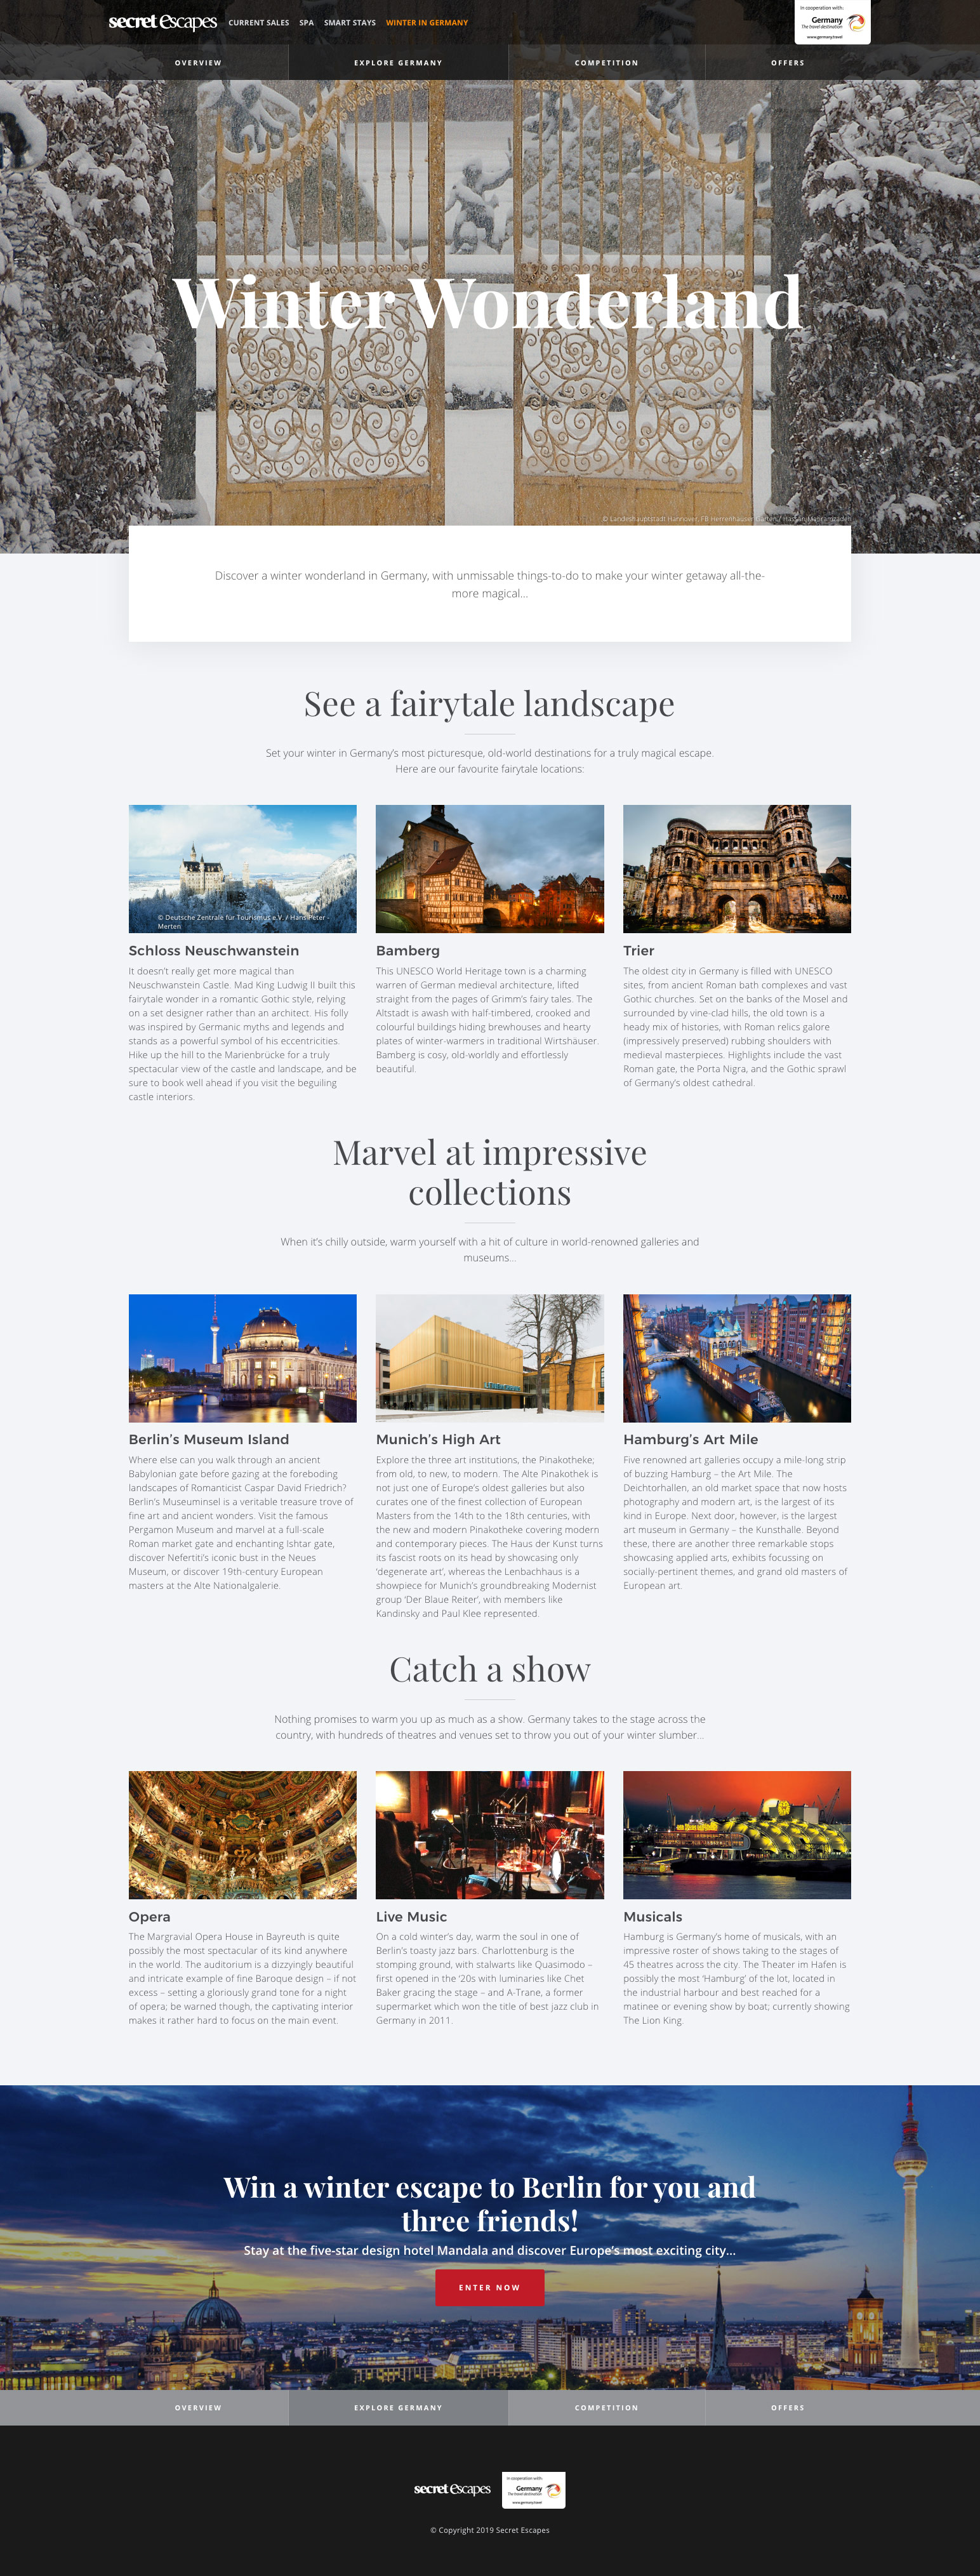 secret Escapes
CURRENT SALES SPA SMART STAYS WINTER IN GERMANY
In cooperation with:
Germany
The travel destination
www.germany.travel
OVERVIEW EXPLORE GERMANY COMPETITION OFFERS
Winter Wonderland
© Landeshauptstadt Hannover, FB Herrenhäuser Gärten / Hassan Mahramzadeh
Discover a winter wonderland in Germany, with unmissable things-to-do to make your winter getaway all-the-
more magical...
See a fairytale landscape
Set your winter in Germany’s most picturesque, old-world destinations for a truly magical escape.
Here are our favourite fairytale locations:
© Deutsche Zentrale für Tourismus e.V. / Hans Peter -
Merten
Schloss Neuschwanstein
It doesn’t really get more magical than
Neuschwanstein Castle. Mad King Ludwig II built this
fairytale wonder in a romantic Gothic style, relying
on a set designer rather than an architect. His folly
was inspired by Germanic myths and legends and
stands as a powerful symbol of his eccentricities.
Hike up the hill to the Marienbrücke for a truly
spectacular view of the castle and landscape, and be
sure to book well ahead if you visit the beguiling
castle interiors.
Bamberg
This UNESCO World Heritage town is a charming
warren of German medieval architecture, lifted
straight from the pages of Grimm’s fairy tales. The
Altstadt is awash with half-timbered, crooked and
colourful buildings hiding brewhouses and hearty
plates of winter-warmers in traditional Wirtshäuser.
Bamberg is cosy, old-worldly and effortlessly
beautiful.
Trier
The oldest city in Germany is filled with UNESCO
sites, from ancient Roman bath complexes and vast
Gothic churches. Set on the banks of the Mosel and
surrounded by vine-clad hills, the old town is a
heady mix of histories, with Roman relics galore
(impressively preserved) rubbing shoulders with
medieval masterpieces. Highlights include the vast
Roman gate, the Porta Nigra, and the Gothic sprawl
of Germany’s oldest cathedral.
Marvel at impressive
collections
When it’s chilly outside, warm yourself with a hit of culture in world-renowned galleries and
museums...
Berlin’s Museum Island
Where else can you walk through an ancient
Babylonian gate before gazing at the foreboding
landscapes of Romanticist Caspar David Friedrich?
Berlin’s Museuminsel is a veritable treasure trove of
fine art and ancient wonders. Visit the famous
Pergamon Museum and marvel at a full-scale
Roman market gate and enchanting Ishtar gate,
discover Nefertiti’s iconic bust in the Neues
Museum, or discover 19th-century European
masters at the Alte Nationalgalerie.
Munich’s High Art
Explore the three art institutions, the Pinakotheke;
from old, to new, to modern. The Alte Pinakothek is
not just one of Europe’s oldest galleries but also
curates one of the finest collection of European
Masters from the 14th to the 18th centuries, with
the new and modern Pinakotheke covering modern
and contemporary pieces. The Haus der Kunst turns
its fascist roots on its head by showcasing only
‘degenerate art’, whereas the Lenbachhaus is a
showpiece for Munich’s groundbreaking Modernist
group ‘Der Blaue Reiter’, with members like
Kandinsky and Paul Klee represented.
Hamburg’s Art Mile
Five renowned art galleries occupy a mile-long strip
of buzzing Hamburg – the Art Mile. The
Deichtorhallen, an old market space that now hosts
photography and modern art, is the largest of its
kind in Europe. Next door, however, is the largest
art museum in Germany – the Kunsthalle. Beyond
these, there are another three remarkable stops
showcasing applied arts, exhibits focussing on
socially-pertinent themes, and grand old masters of
European art.
Catch a show
Nothing promises to warm you up as much as a show. Germany takes to the stage across the
country, with hundreds of theatres and venues set to throw you out of your winter slumber...
Opera
The Margravial Opera House in Bayreuth is quite
possibly the most spectacular of its kind anywhere
in the world. The auditorium is a dizzyingly beautiful
and intricate example of fine Baroque design – if not
excess – setting a gloriously grand tone for a night
of opera; be warned though, the captivating interior
makes it rather hard to focus on the main event.
Live Music
On a cold winter’s day, warm the soul in one of
Berlin’s toasty jazz bars. Charlottenburg is the
stomping ground, with stalwarts like Quasimodo –
first opened in the ‘20s with luminaries like Chet
Baker gracing the stage – and A-Trane, a former
supermarket which won the title of best jazz club in
Germany in 2011.
Musicals
Hamburg is Germany’s home of musicals, with an
impressive roster of shows taking to the stages of
45 theatres across the city. The Theater im Hafen is
possibly the most ‘Hamburg’ of the lot, located in
the industrial harbour and best reached for a
matinee or evening show by boat; currently showing
The Lion King.
Win a winter escape to Berlin for you and
three friends!
Stay at the five-star design hotel Mandala and discover Europe’s most exciting city...
ENTER NOW
OVERVIEW EXPLORE GERMANY COMPETITION OFFERS
secret Escapes
In cooperation with:
Germany
The travel destination
www.germany.travel
© Copyright 2019 Secret Escapes